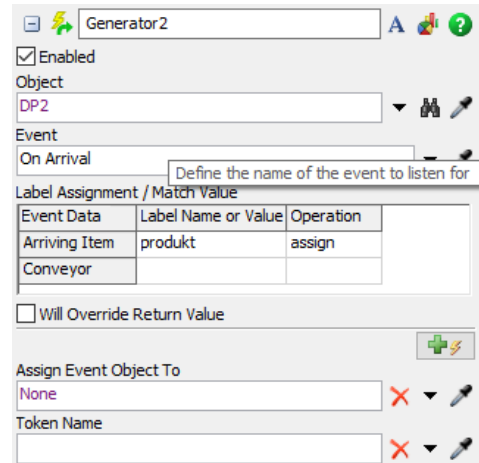 Generator2
A
Enabled
Object
DP2
Event
On Arrival
Define the name of the event to listen for
Label Assignment / Match Value
Event Data Label Name or Value Operation
Arriving Item produkt assign
Conveyor
Will Override Return Value
Assign Event Object To
None
Token Name